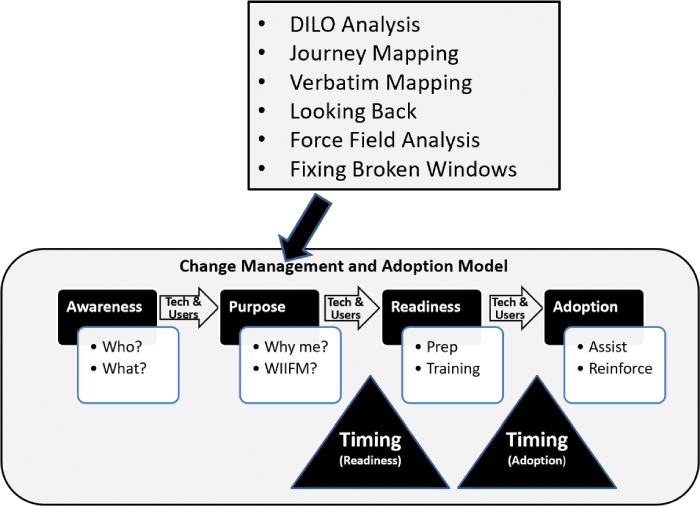 • DILO Analysis
• Journey Mapping
• Verbatim Mapping
• Looking Back
• Force Field Analysis
• Fixing Broken Windows
Change Management and Adoption Model
Awareness
• Who?
• What?
Tech &
Users
Purpose
• Why me?
• WIIFM?
Tech &
Users
Readiness
• Prep
• Training
Tech &
Users
Adoption
• Assist
• Reinforce
Timing
(Readiness)
Timing
(Adoption)